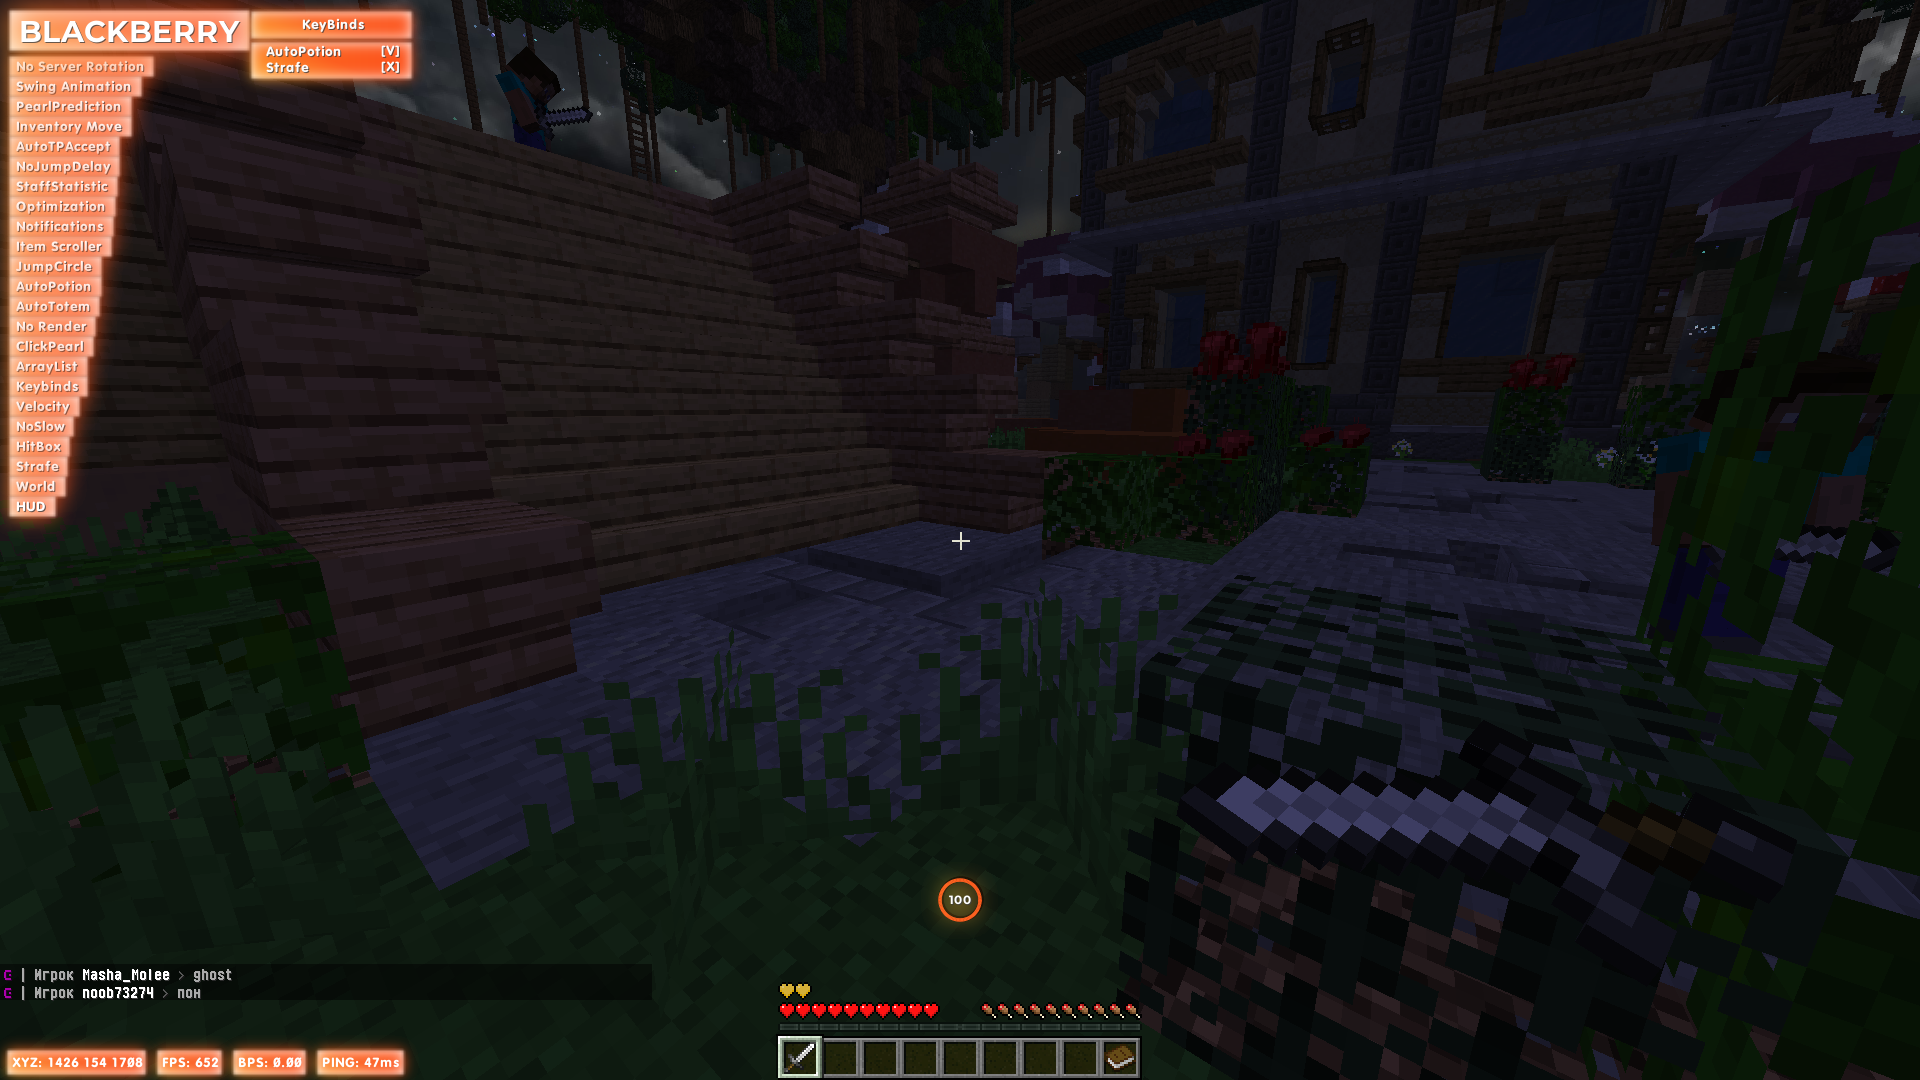 BLACKBERRY
KeyBinds
AutoPotion [V]
Strafe [X]
No Server Rotation
Swing Animation
PearlPrediction
Inventory Move
AutoTPAccept
NoJumpDelay
StaffStatistic
Optimization
Notifications
Item Scroller
JumpCircle
AutoPotion
AutoTotem
No Render
ClickPearl
ArrayList
Keybinds
Velocity
NoSlow
HitBox
Strafe
World
HUD
100
G | Игрок Masha_Molee > ghost
G | Игрок noob73274 > пон
XYZ: 1426 154 1708 FPS: 652 BPS: 0.00 PING: 47ms